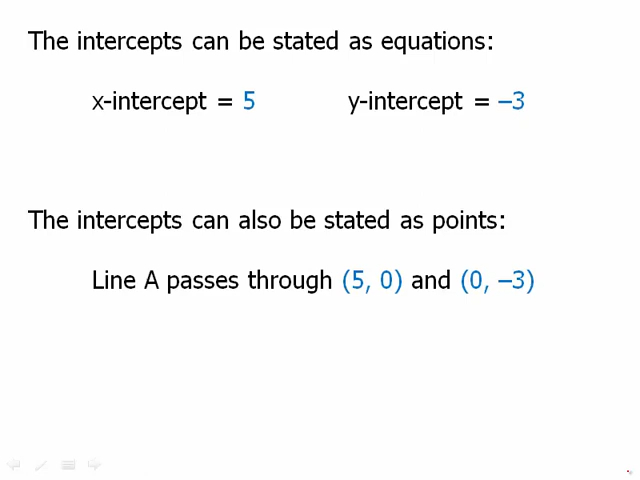 The intercepts can be stated as equations:
x-intercept = 5 y-intercept = –3
The intercepts can also be stated as points:
Line A passes through (5, 0) and (0, –3)